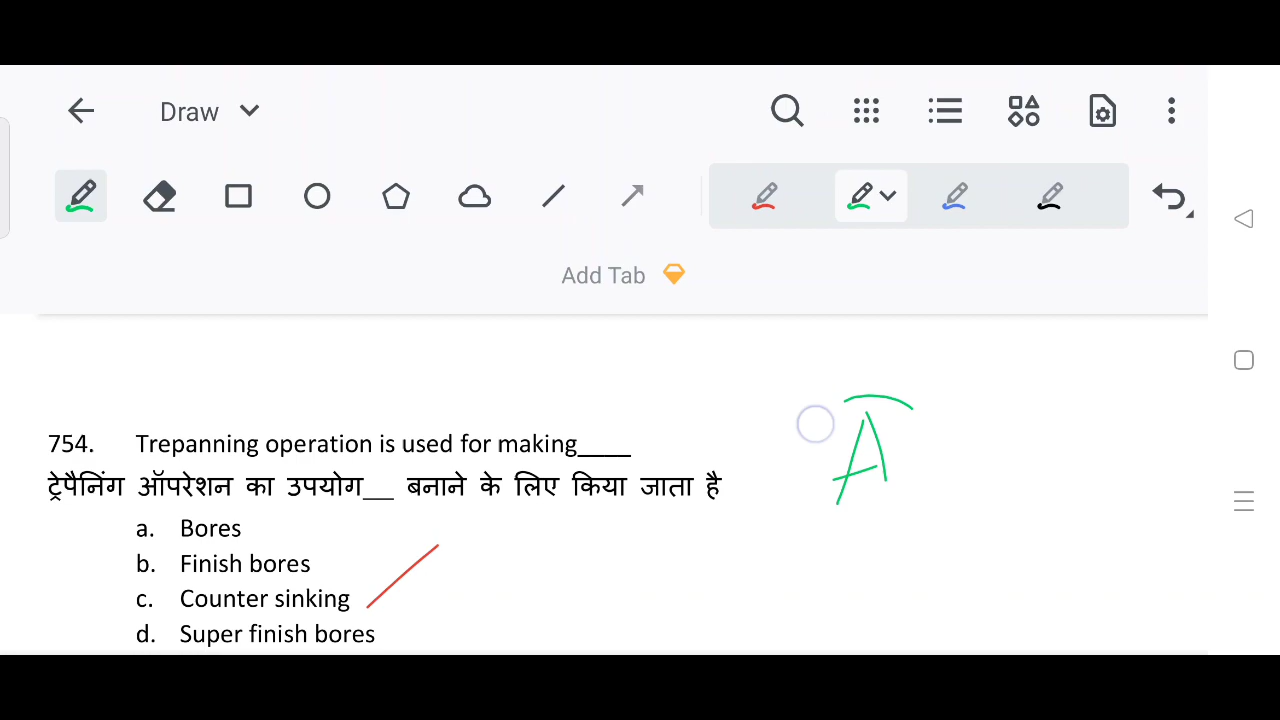 Draw
Add Tab
A
754. Trepanning operation is used for making____
ट्रेपैनिंग ऑपरेशन का उपयोग__ बनाने के लिए किया जाता है
a. Bores
b. Finish bores
c. Counter sinking
d. Super finish bores